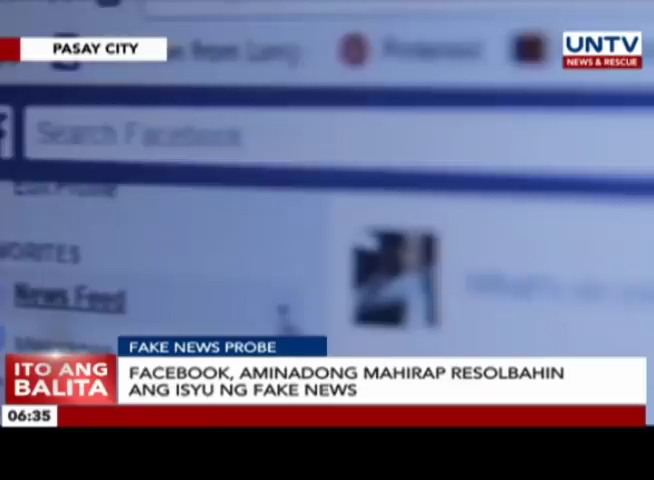 PASAY CITY
UNTV
NEWS & RESCUE
Search Facebook
News Feed
FAKE NEWS PROBE
ITO ANG
BALITA
FACEBOOK, AMINADONG MAHIRAP RESOLBAHIN
ANG ISYU NG FAKE NEWS
06:35